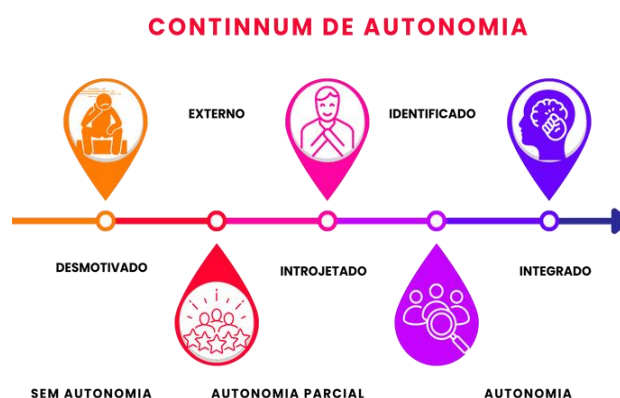 CONTINNUM DE AUTONOMIA
EXTERNO
IDENTIFICADO
DESMOTIVADO
INTROJETADO
INTEGRADO
SEM AUTONOMIA
AUTONOMIA PARCIAL
AUTONOMIA